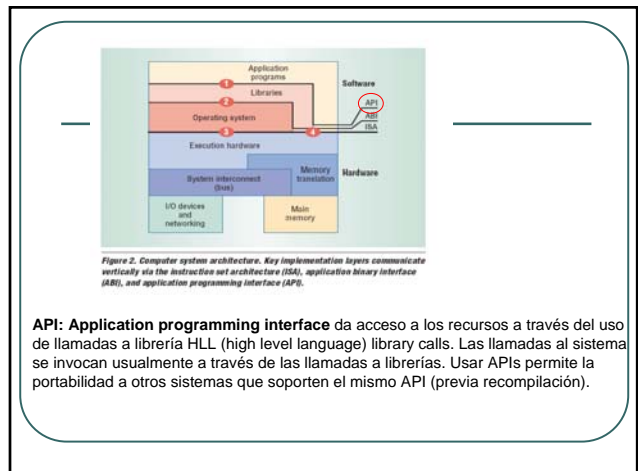 Application
programs
Software
1
Libraries
API
2
ABI
Operating system
ISA
3
4
Execution hardware
Memory
translation
Hardware
System interconnect
(bus)
I/O devices
and
networking
Main
memory
Figure 2. Computer system architecture. Key implementation layers communicate
vertically via the instruction set architecture (ISA), application binary interface
(ABI), and application programming interface (API).
API: Application programming interface da acceso a los recursos a través del uso
de llamadas a librería HLL (high level language) library calls. Las llamadas al sistema
se invocan usualmente a través de las llamadas a librerías. Usar APIs permite la
portabilidad a otros sistemas que soporten el mismo API (previa recompilación).